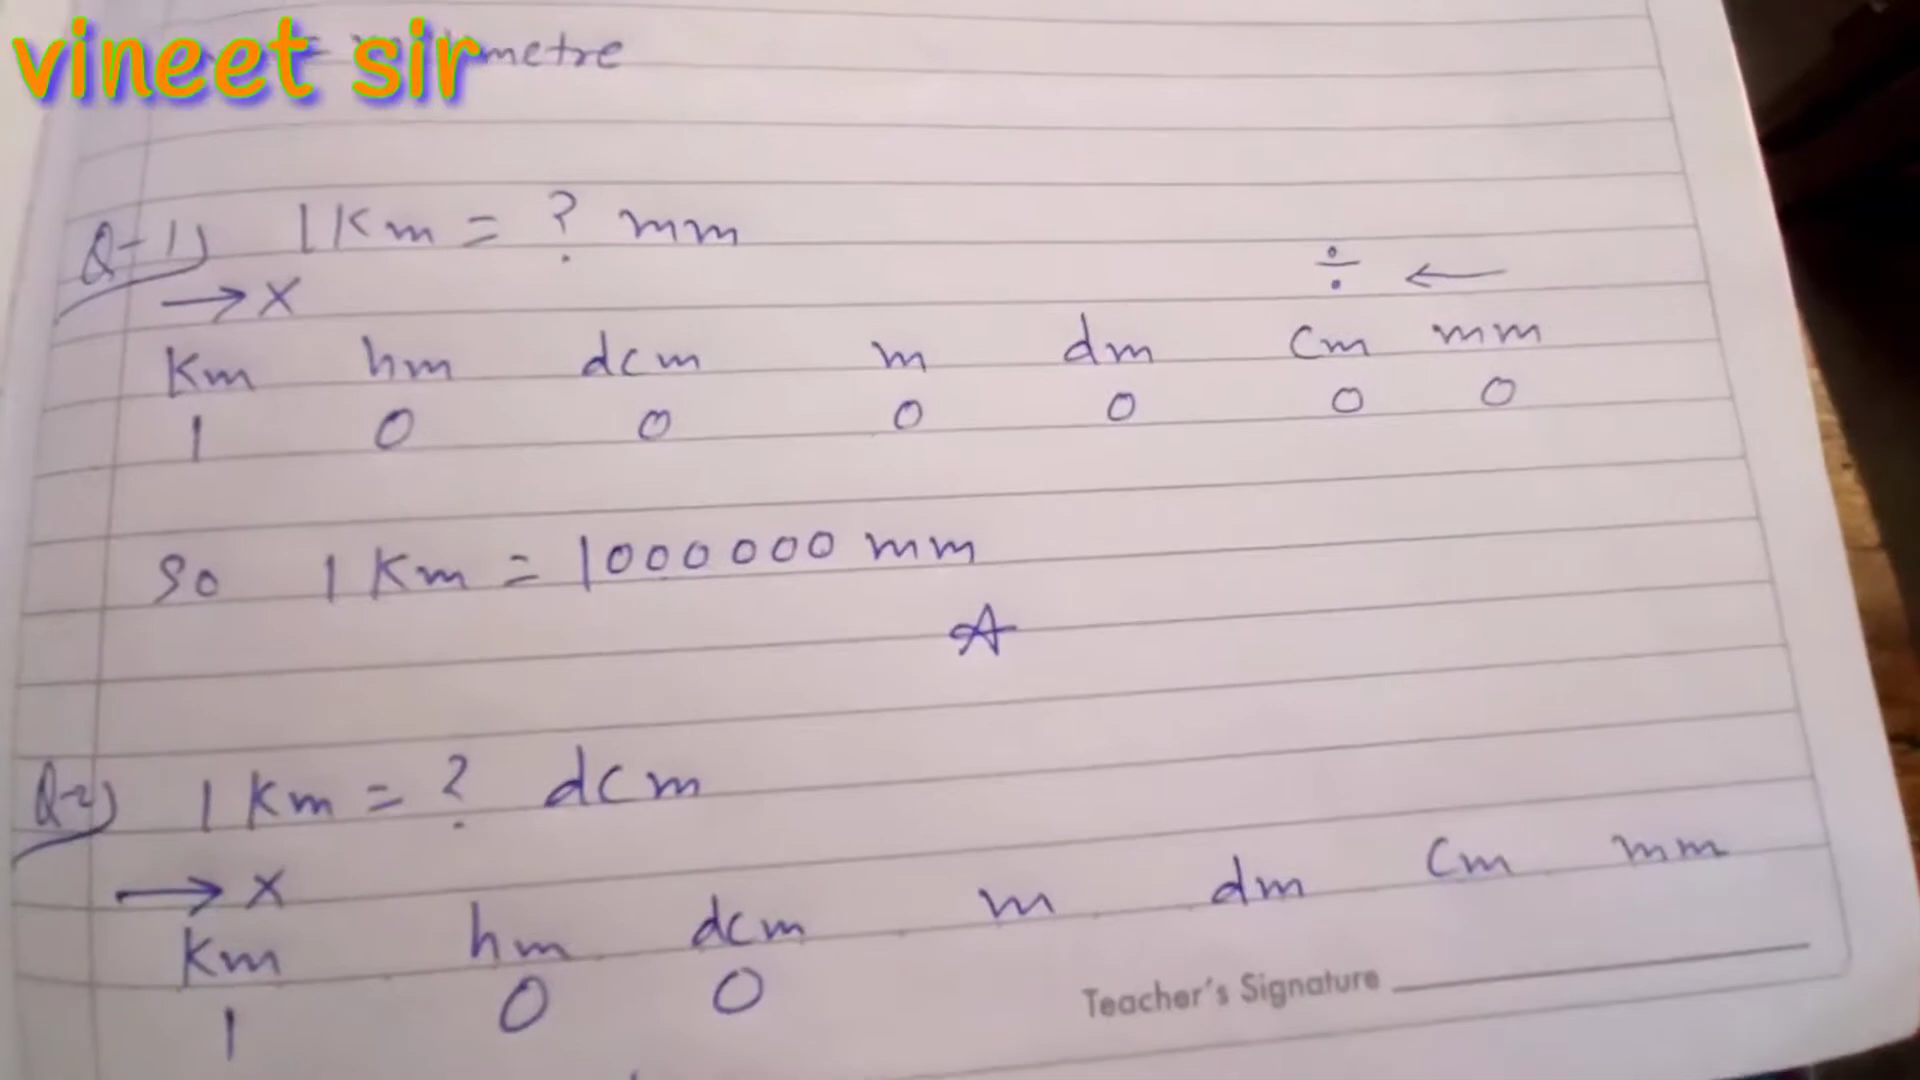 vineet sir
= metre
Q-1) 1 Km = ? mm
→ x ÷ ←
Km hm dcm m dm cm mm
1 0 0 0 0 0 0
So 1 Km = 1000000 mm
A
Q-2) 1 Km = ? dcm
→ x
Km hm dcm m dm cm mm
1 0 0
Teacher's Signature